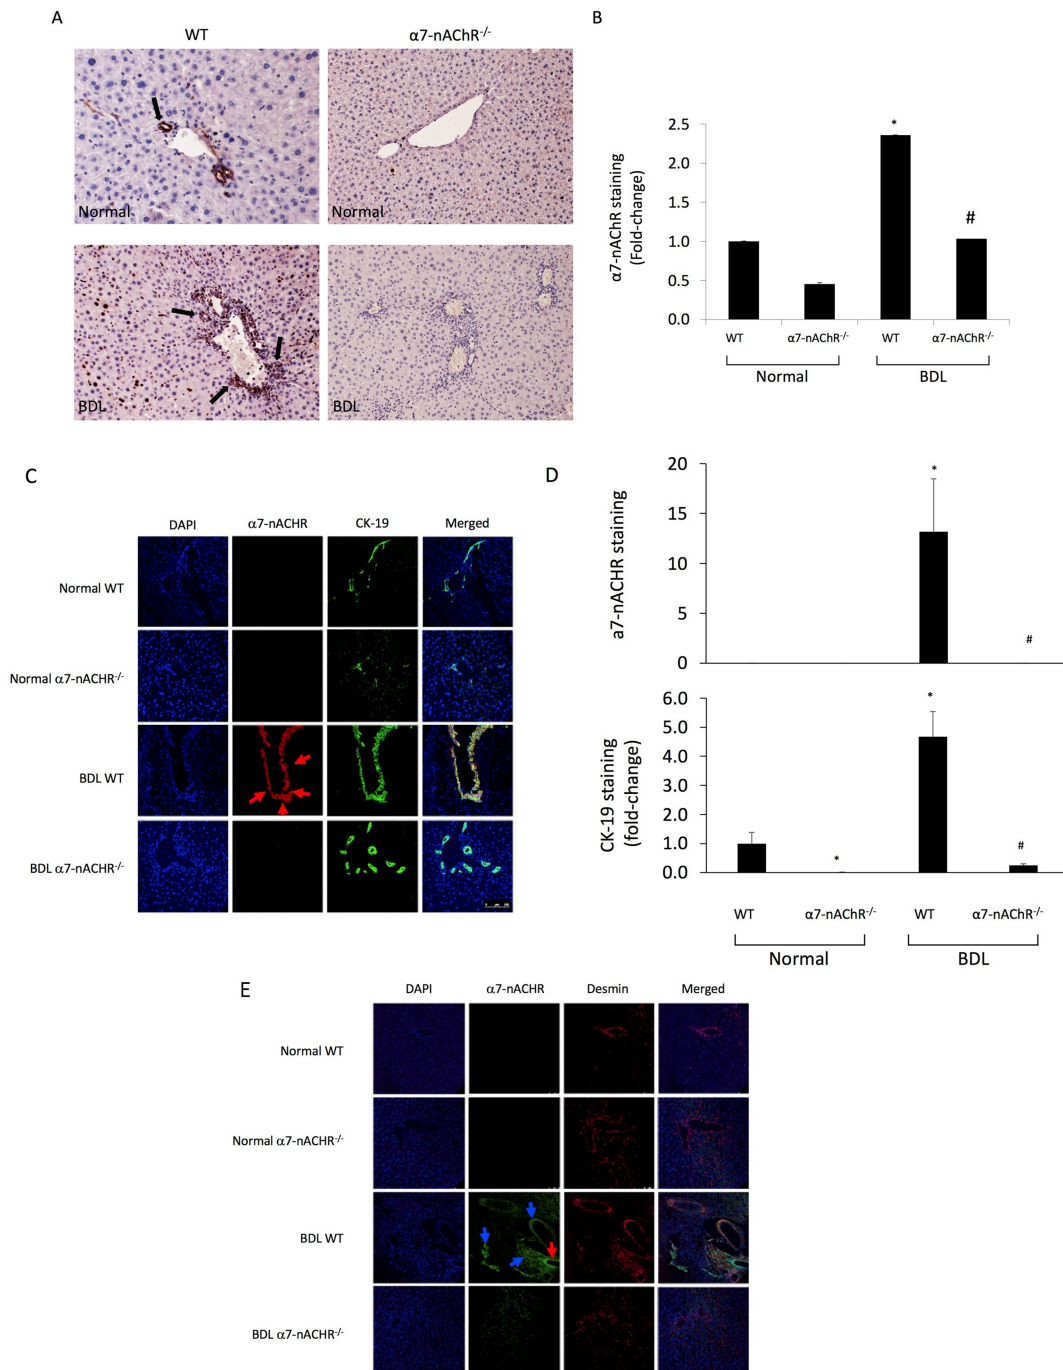 A
WT
α7-nAChR-/-
Normal
Normal
BDL
BDL
B
α7-nAChR staining
(Fold-change)
2.5
2.0
1.5
1.0
0.5
0.0
*
#
WT
α7-nAChR-/-
WT
α7-nAChR-/-
Normal
BDL
C
DAPI
α7-nACHR
CK-19
Merged
Normal WT
Normal α7-nACHR-/-
BDL WT
BDL α7-nACHR-/-
D
a7-nACHR staining
20
15
10
5
0
*
#
CK-19 staining
(fold-change)
6.0
5.0
4.0
3.0
2.0
1.0
0.0
*
*
#
WT
α7-nAChR-/-
WT
α7-nAChR-/-
Normal
BDL
E
DAPI
α7-nACHR
Desmin
Merged
Normal WT
Normal α7-nACHR-/-
BDL WT
BDL α7-nACHR-/-